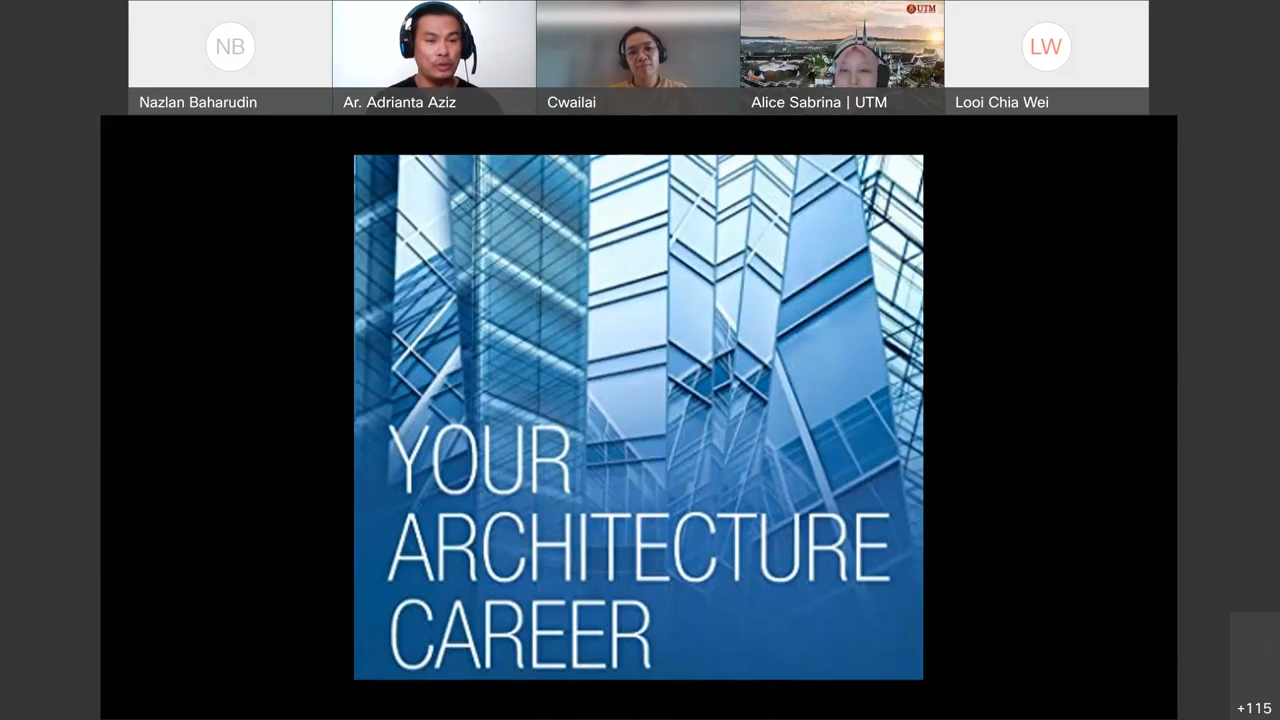 NB
LW
UTM
Nazlan Baharudin
Ar. Adrianta Aziz
Cwailai
Alice Sabrina | UTM
Looi Chia Wei
YOUR
ARCHITECTURE
CAREER
+115